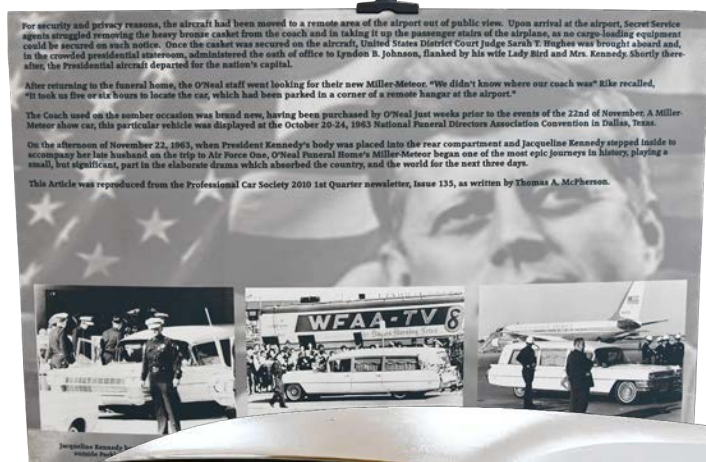 For security and privacy reasons, the aircraft had been moved to a remote area of the airport out of public view. Upon arrival at the airport, Secret Service
agents struggled removing the heavy bronze casket from the coach and in taking it up the passenger stairs of the airplane, as no cargo-loading equipment
could be secured on such notice. Once the casket was secured on the aircraft, United States District Court Judge Sarah T. Hughes was brought aboard and,
in the crowded presidential stateroom, administered the oath of office to Lyndon B. Johnson, flanked by his wife Lady Bird and Mrs. Kennedy. Shortly there-
after, the Presidential aircraft departed for the nation's capital.
After returning to the funeral home, the O'Neal staff went looking for their new Miller-Meteor. "We didn't know where our coach was" Rike recalled,
"It took us five or six hours to locate the car, which had been parked in a corner of a remote hangar at the airport."
The Coach used on the somber occasion was brand new, having been purchased by O'Neal just weeks prior to the events of the 22nd of November. A Miller-
Meteor show car, this particular vehicle was displayed at the October 20-24, 1963 National Funeral Directors Association Convention in Dallas, Texas.
On the afternoon of November 22, 1963, when President Kennedy's body was placed into the rear compartment and Jacqueline Kennedy stepped inside to
accompany her late husband on the trip to Air Force One, O'Neal Funeral Home's Miller-Meteor began one of the most epic journeys in history, playing a
small, but significant, part in the elaborate drama which absorbed the country, and the world for the next three days.
This Article was reproduced from the Professional Car Society 2010 1st Quarter newsletter, Issue 135, as written by Thomas A. McPherson.
WFAA-TV 8
Morning News
Jacqueline Kennedy
outside